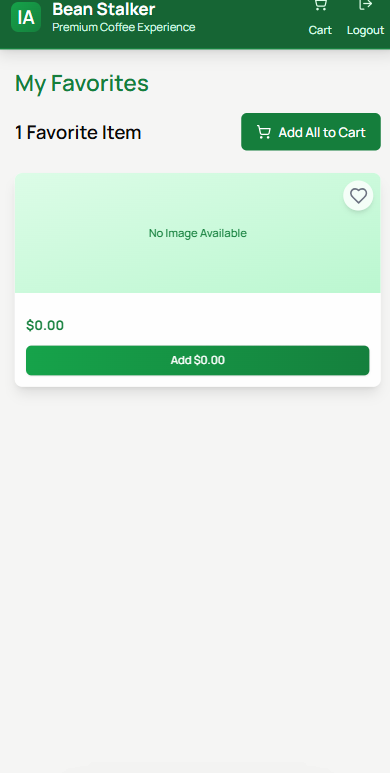 IA
Bean Stalker
Premium Coffee Experience
Cart
Logout
My Favorites
1 Favorite Item
Add All to Cart
No Image Available
$0.00
Add $0.00